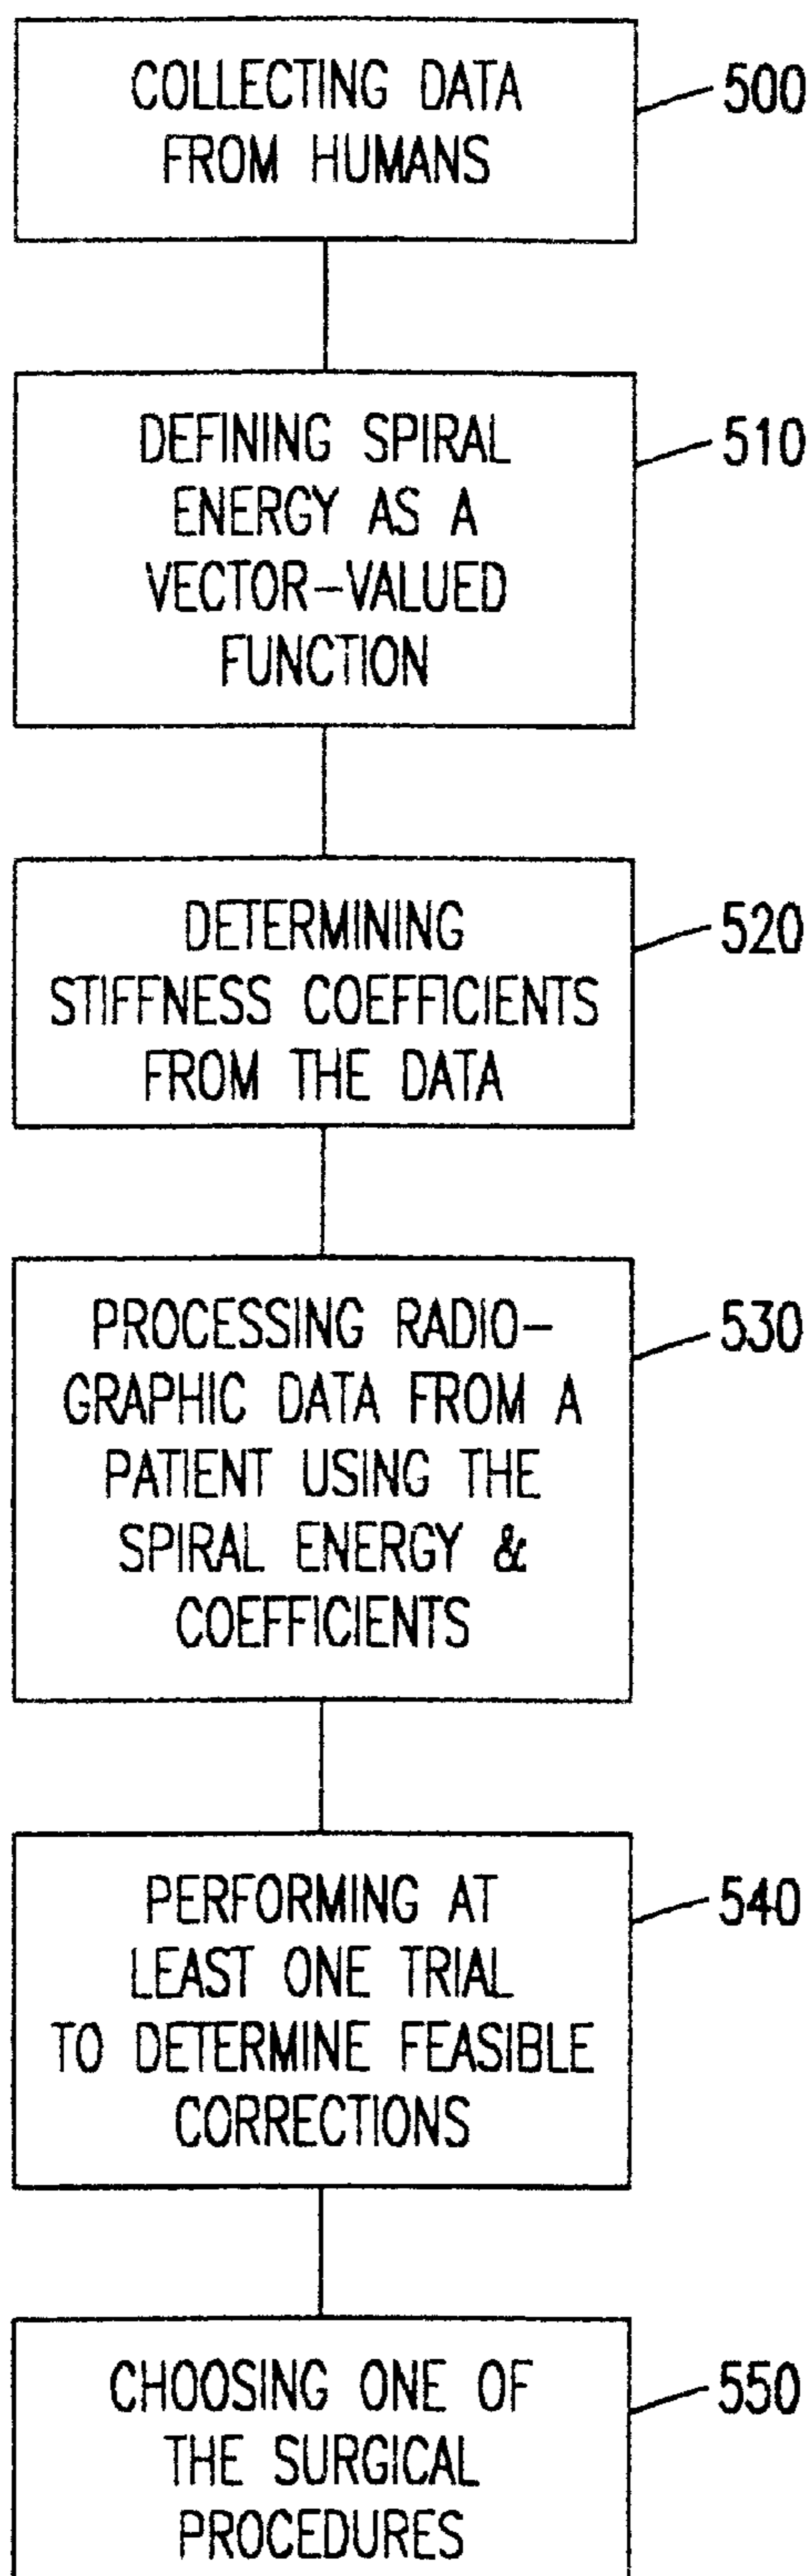 COLLECTING DATA
FROM HUMANS
500
DEFINING SPIRAL
ENERGY AS A
VECTOR-VALUED
FUNCTION
510
DETERMINING
STIFFNESS COEFFICIENTS
FROM THE DATA
520
PROCESSING RADIO-
GRAPHIC DATA FROM A
PATIENT USING THE
SPIRAL ENERGY &
COEFFICIENTS
530
PERFORMING AT
LEAST ONE TRIAL
TO DETERMINE FEASIBLE
CORRECTIONS
540
CHOOSING ONE OF
THE SURGICAL
PROCEDURES
550